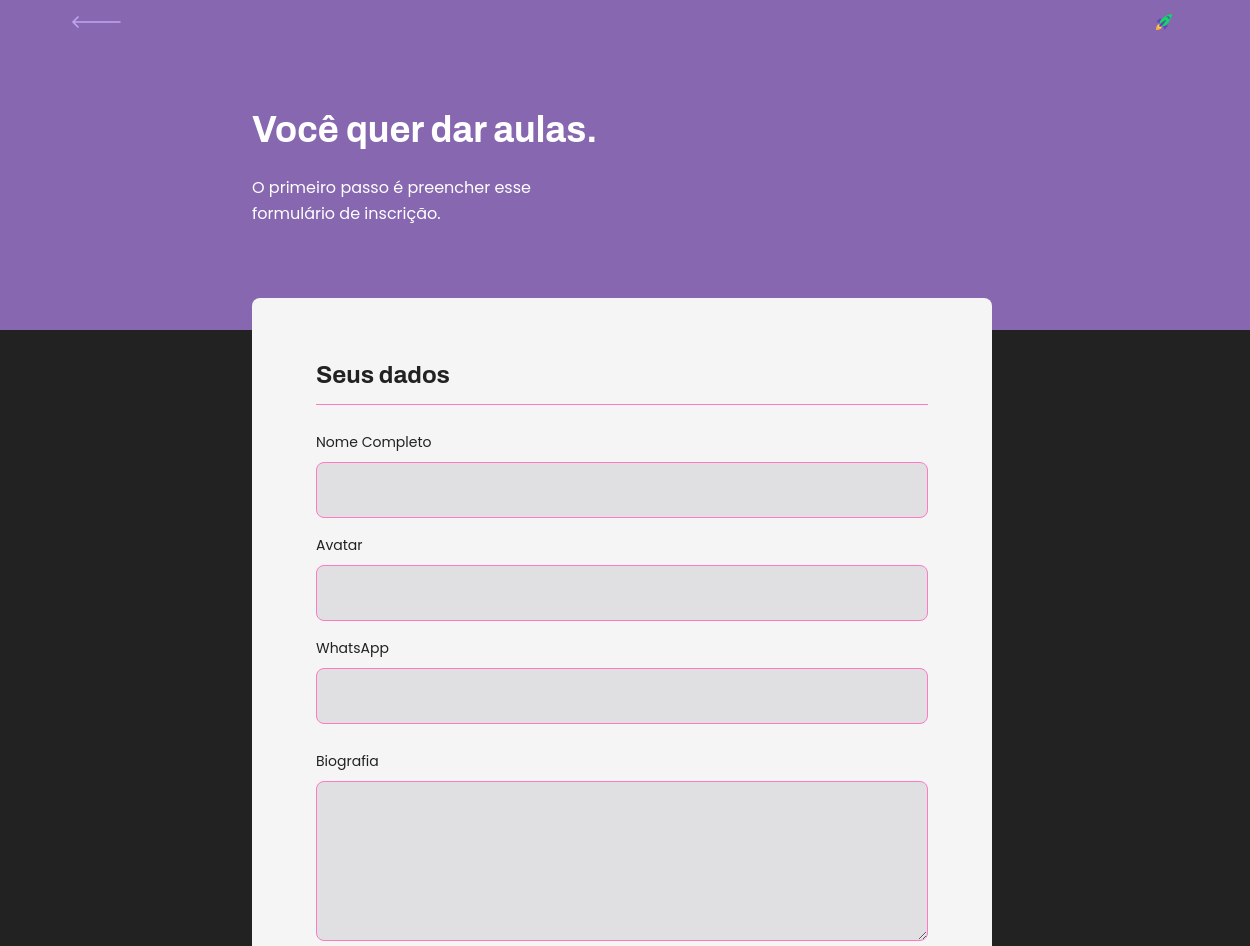 Você quer dar aulas.
O primeiro passo é preencher esse
formulário de inscrição.
Seus dados
Nome Completo
Avatar
WhatsApp
Biografia